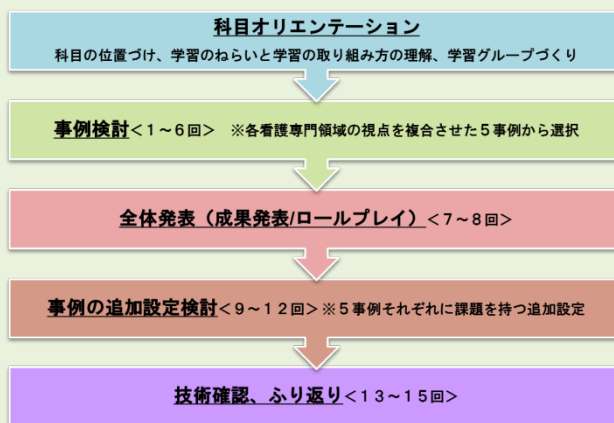 科目オリエンテーション
科目の位置づけ、学習のねらいと学習の取り組み方の理解、学習グループづくり
事例検討＜１～６回＞　※各看護専門領域の視点を複合させた５事例から選択
全体発表（成果発表/ロールプレイ）＜７～８回＞
事例の追加設定検討＜９～１２回＞※５事例それぞれに課題を持つ追加設定
技術確認、ふり返り＜１３～１５回＞